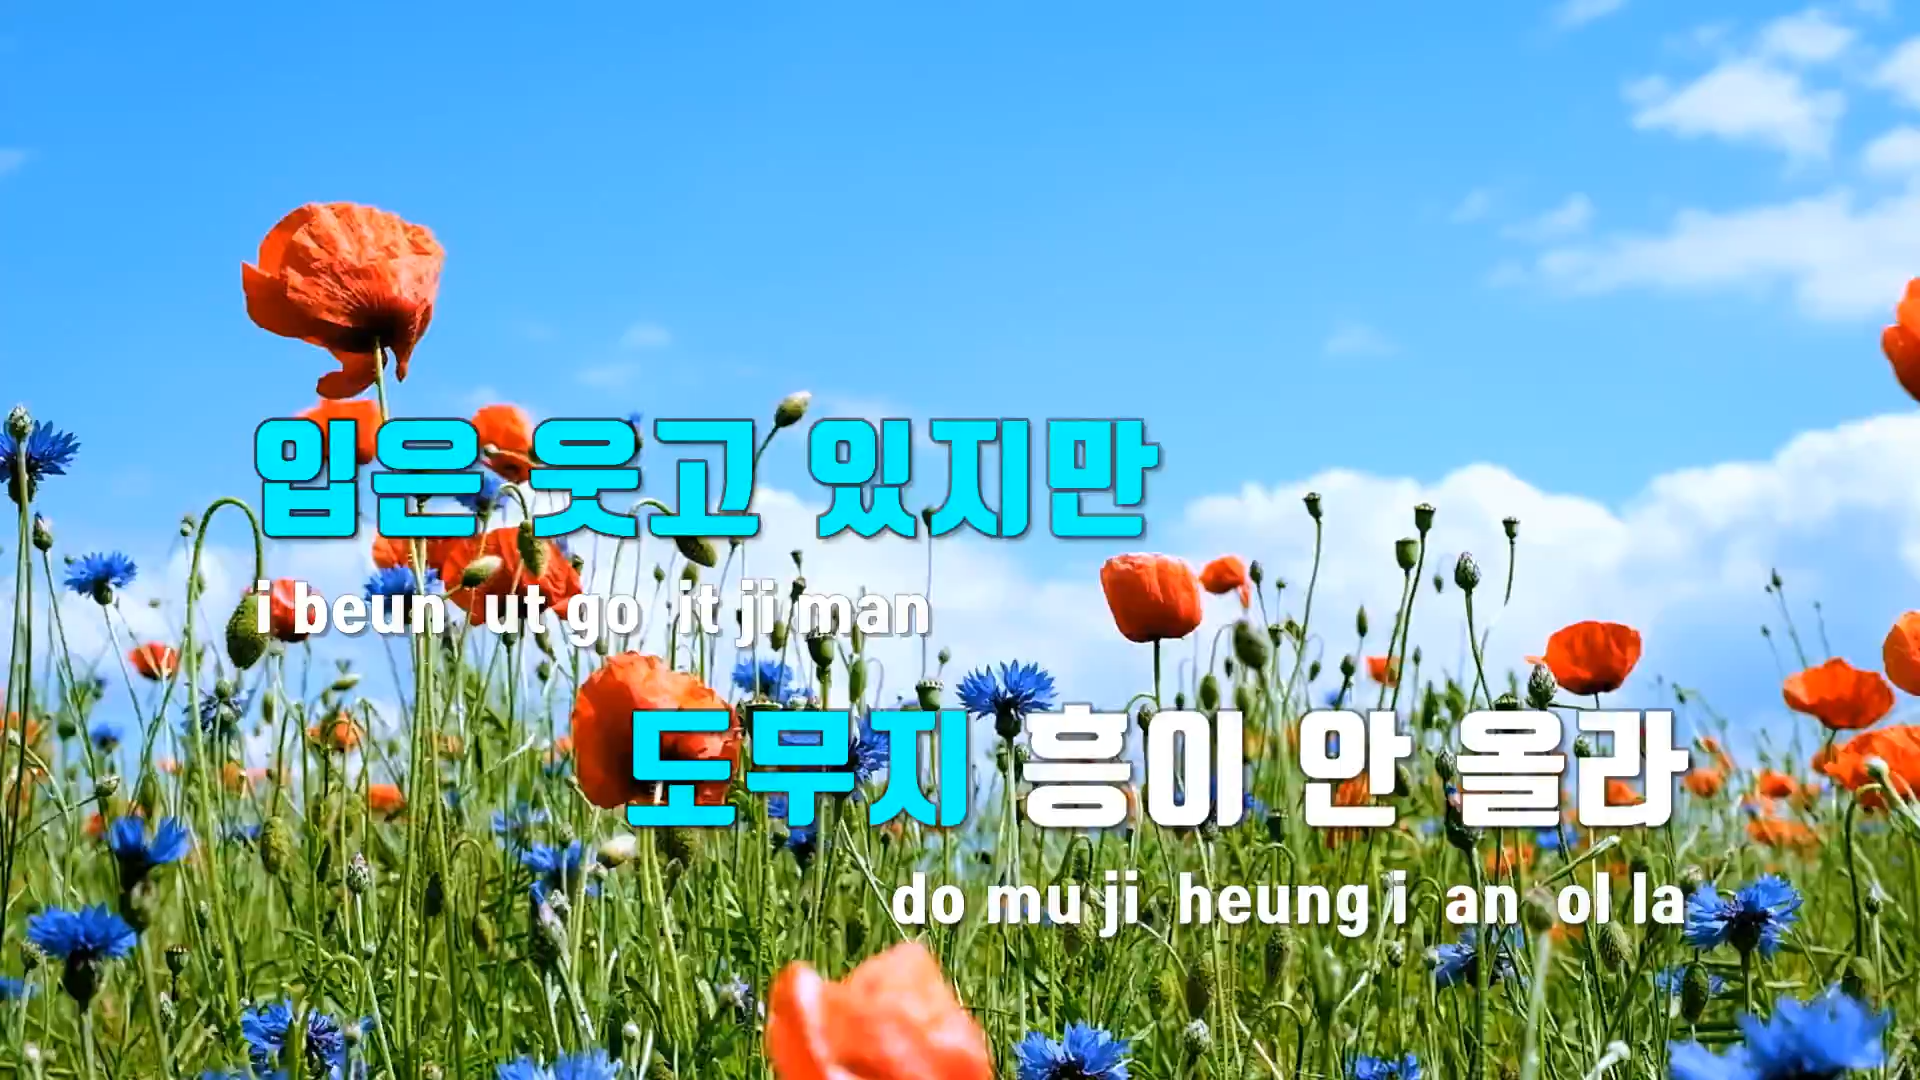 입은 웃고 있지만
i beun ut go it ji man
도무지 흥이 안 올라
do mu ji heung i an ol la